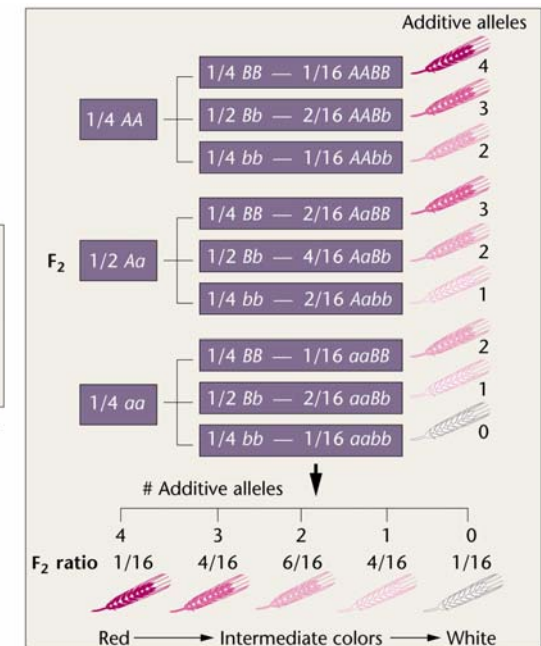 Additive alleles
1/4 BB — 1/16 AABB 4
1/4 AA 1/2 Bb — 2/16 AABb 3
1/4 bb — 1/16 AAbb 2
1/4 BB — 2/16 AaBB 3
F2 1/2 Aa 1/2 Bb — 4/16 AaBb 2
1/4 bb — 2/16 Aabb 1
1/4 BB — 1/16 aaBB 2
1/4 aa 1/2 Bb — 2/16 aaBb 1
1/4 bb — 1/16 aabb 0
# Additive alleles
4 3 2 1 0
F2 ratio 1/16 4/16 6/16 4/16 1/16
Red Intermediate colors White